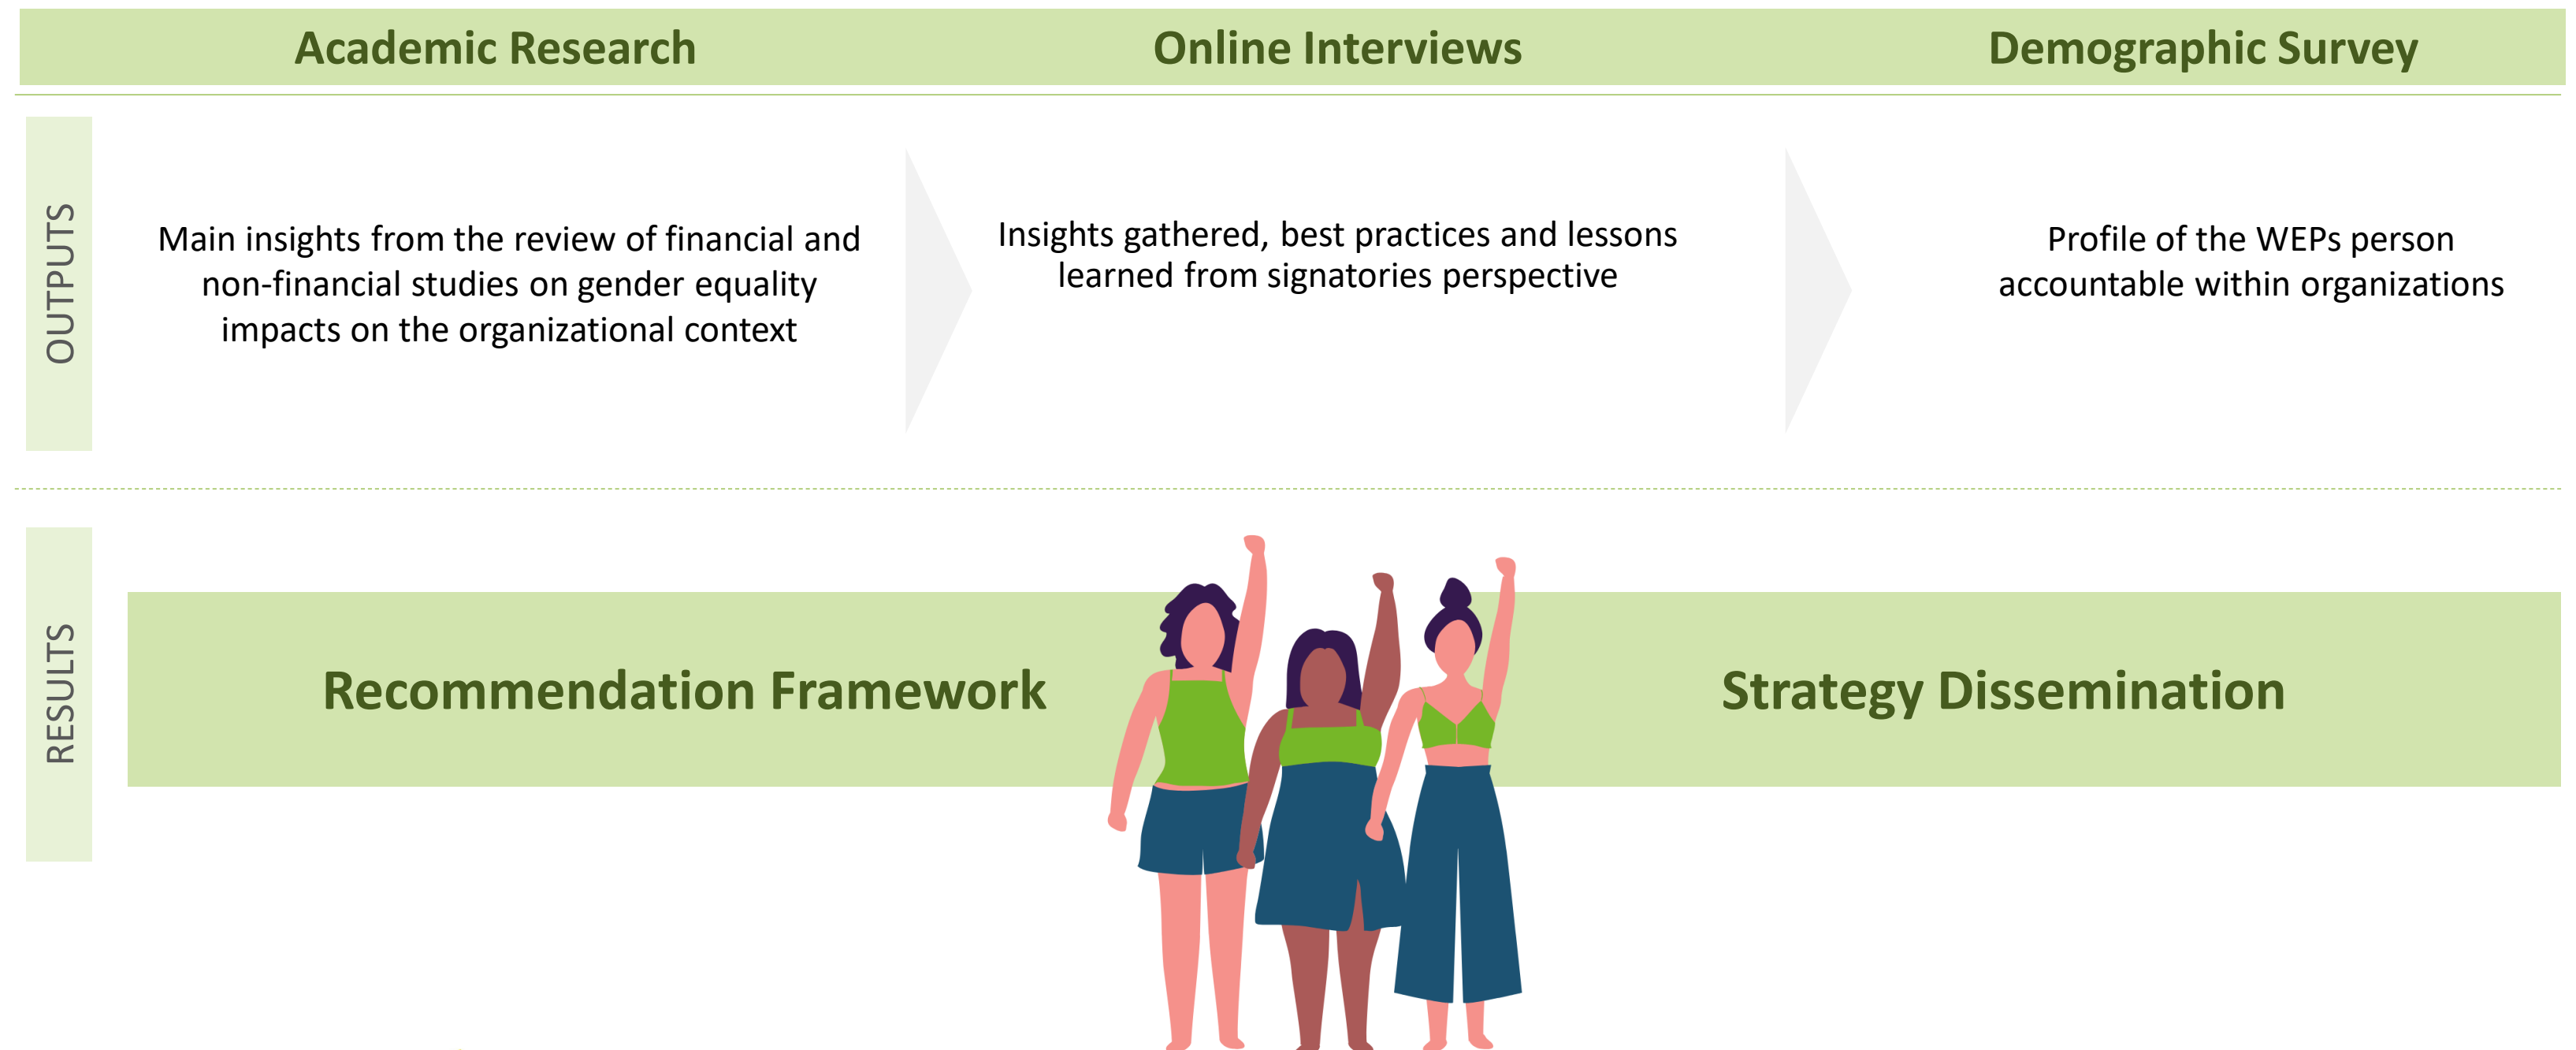 Academic Research
Online Interviews
Demographic Survey
OUTPUTS
Main insights from the review of financial and
non-financial studies on gender equality
impacts on the organizational context
Insights gathered, best practices and lessons
learned from signatories perspective
Profile of the WEPs person
accountable within organizations
RESULTS
Recommendation Framework
Strategy Dissemination